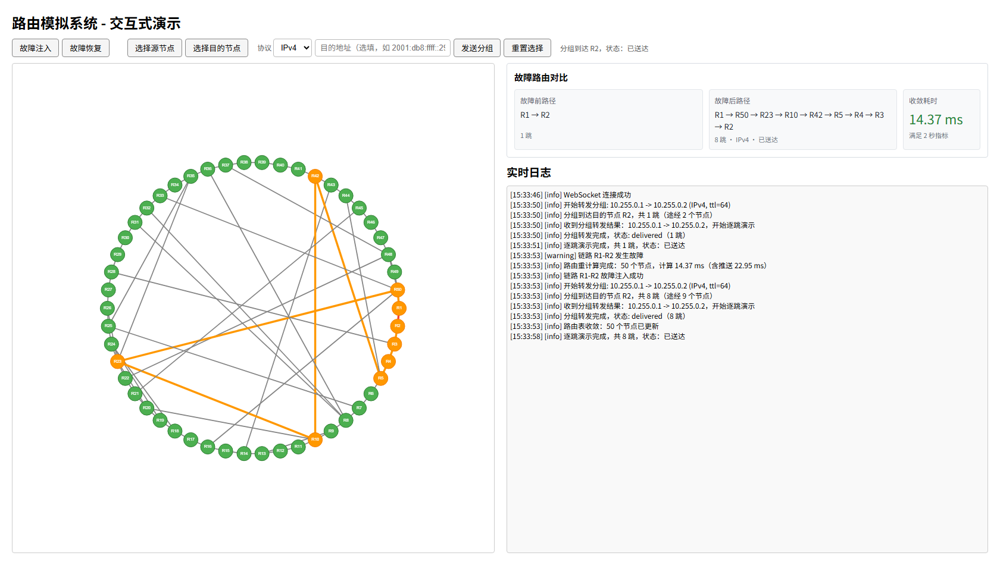 路由模拟系统 - 交互式演示
故障注入 故障恢复 选择源节点 选择目的节点 协议 IPv4 目的地址（选填，如 2001:db8:ffff::29 发送分组 重置选择 分组到达 R2，状态：已送达
故障路由对比
故障前路径
R1 → R2
1 跳
故障后路径
R1 → R50 → R23 → R10 → R42 → R5 → R4 → R3
→ R2
8 跳 · IPv4 · 已送达
收敛耗时
14.37 ms
满足 2 秒指标
实时日志
[15:33:46] [info] WebSocket 连接成功
[15:33:50] [info] 开始转发分组: 10.255.0.1 -> 10.255.0.2 (IPv4, ttl=64)
[15:33:50] [info] 分组到达目的节点 R2，共 1 跳（途经 2 个节点）
[15:33:50] [info] 收到分组转发结果：10.255.0.1 -> 10.255.0.2，开始逐跳演示
[15:33:50] [info] 分组转发完成，状态: delivered（1 跳）
[15:33:51] [info] 逐跳演示完成，共 1 跳，状态：已送达
[15:33:53] [warning] 链路 R1-R2 发生故障
[15:33:53] [info] 路由重计算完成：50 个节点，计算 14.37 ms（含推送 22.95 ms）
[15:33:53] [info] 链路 R1-R2 故障注入成功
[15:33:53] [info] 开始转发分组: 10.255.0.1 -> 10.255.0.2 (IPv4, ttl=64)
[15:33:53] [info] 分组到达目的节点 R2，共 8 跳（途经 9 个节点）
[15:33:53] [info] 收到分组转发结果：10.255.0.1 -> 10.255.0.2，开始逐跳演示
[15:33:53] [info] 分组转发完成，状态: delivered（8 跳）
[15:33:53] [info] 路由表收敛：50 个节点已更新
[15:33:58] [info] 逐跳演示完成，共 8 跳，状态：已送达
R1
R2
R3
R4
R5
R6
R7
R8
R9
R10
R11
R12
R13
R14
R15
R16
R17
R18
R19
R20
R21
R22
R23
R24
R25
R26
R27
R28
R29
R30
R31
R32
R33
R34
R35
R36
R37
R38
R39
R40
R41
R42
R43
R44
R45
R46
R47
R48
R49
R50